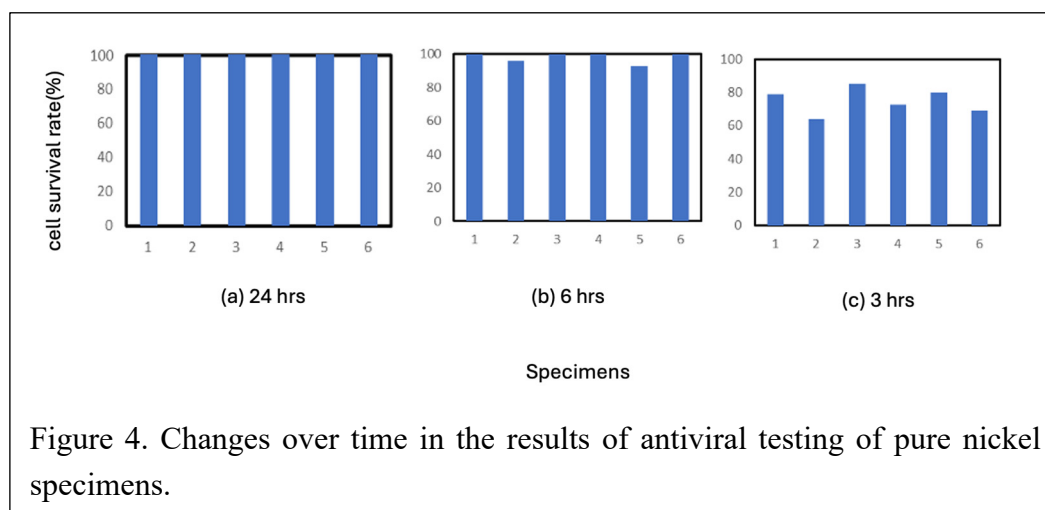 cell survival rate(%)
100
80
60
40
20
0
1 2 3 4 5 6
(a) 24 hrs
100
80
60
40
20
0
1 2 3 4 5 6
(b) 6 hrs
100
80
60
40
20
0
1 2 3 4 5 6
(c) 3 hrs
Specimens
Figure 4. Changes over time in the results of antiviral testing of pure nickel
specimens.